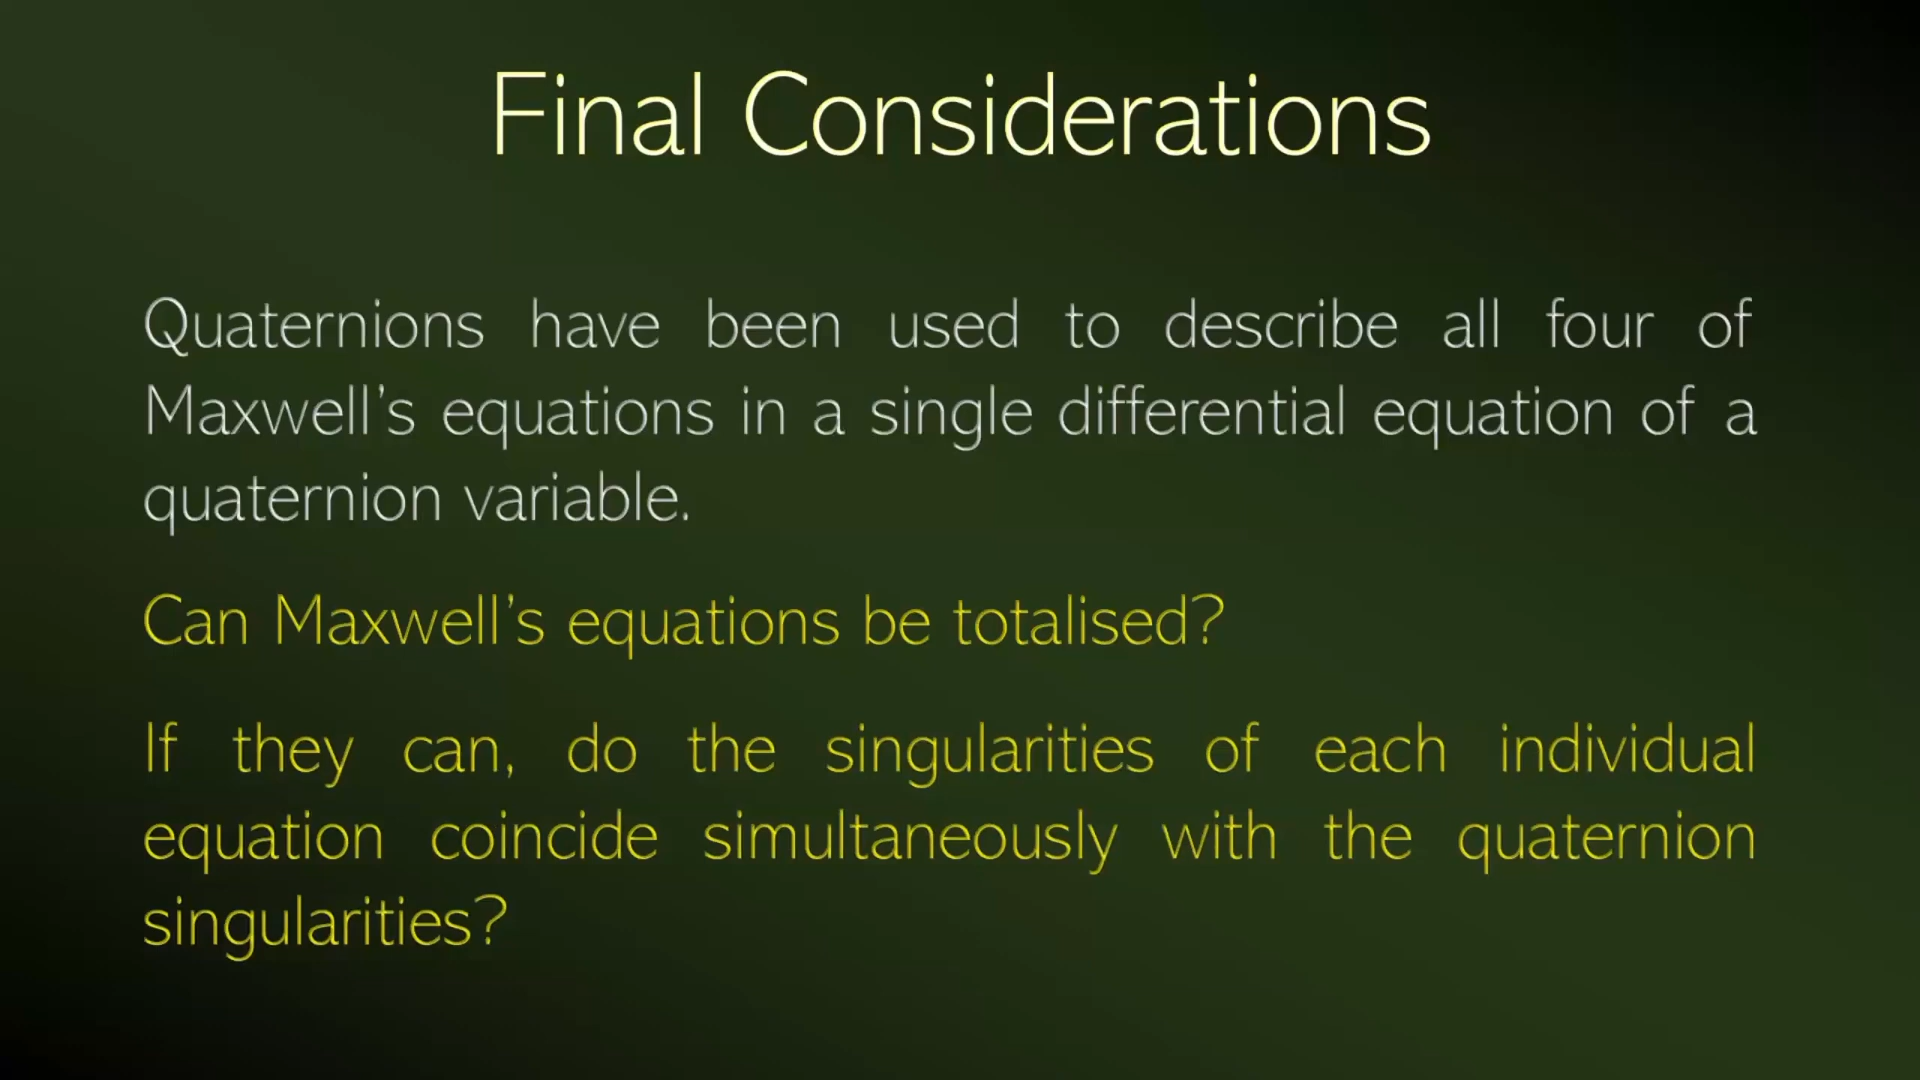 Final Considerations
Quaternions have been used to describe all four of
Maxwell’s equations in a single differential equation of a
quaternion variable.
Can Maxwell’s equations be totalised?
If they can, do the singularities of each individual
equation coincide simultaneously with the quaternion
singularities?